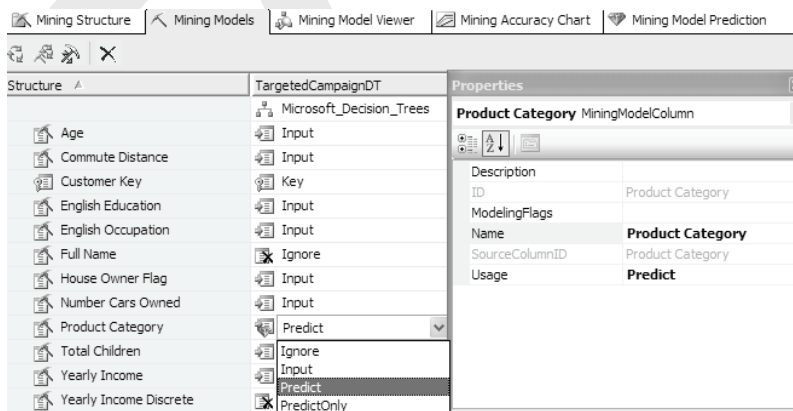 Mining Structure Mining Models Mining Model Viewer Mining Accuracy Chart Mining Model Prediction
Structure TargetedCampaignDT
Microsoft_Decision_Trees
Age Input
Commute Distance Input
Customer Key Key
English Education Input
English Occupation Input
Full Name Ignore
House Owner Flag Input
Number Cars Owned Input
Product Category Predict
Total Children Ignore
Yearly Income Input
Predict
Yearly Income Discrete PredictOnly
Properties
Product Category MiningModelColumn
Description
ID Product Category
ModelingFlags
Name Product Category
SourceColumnID Product Category
Usage Predict